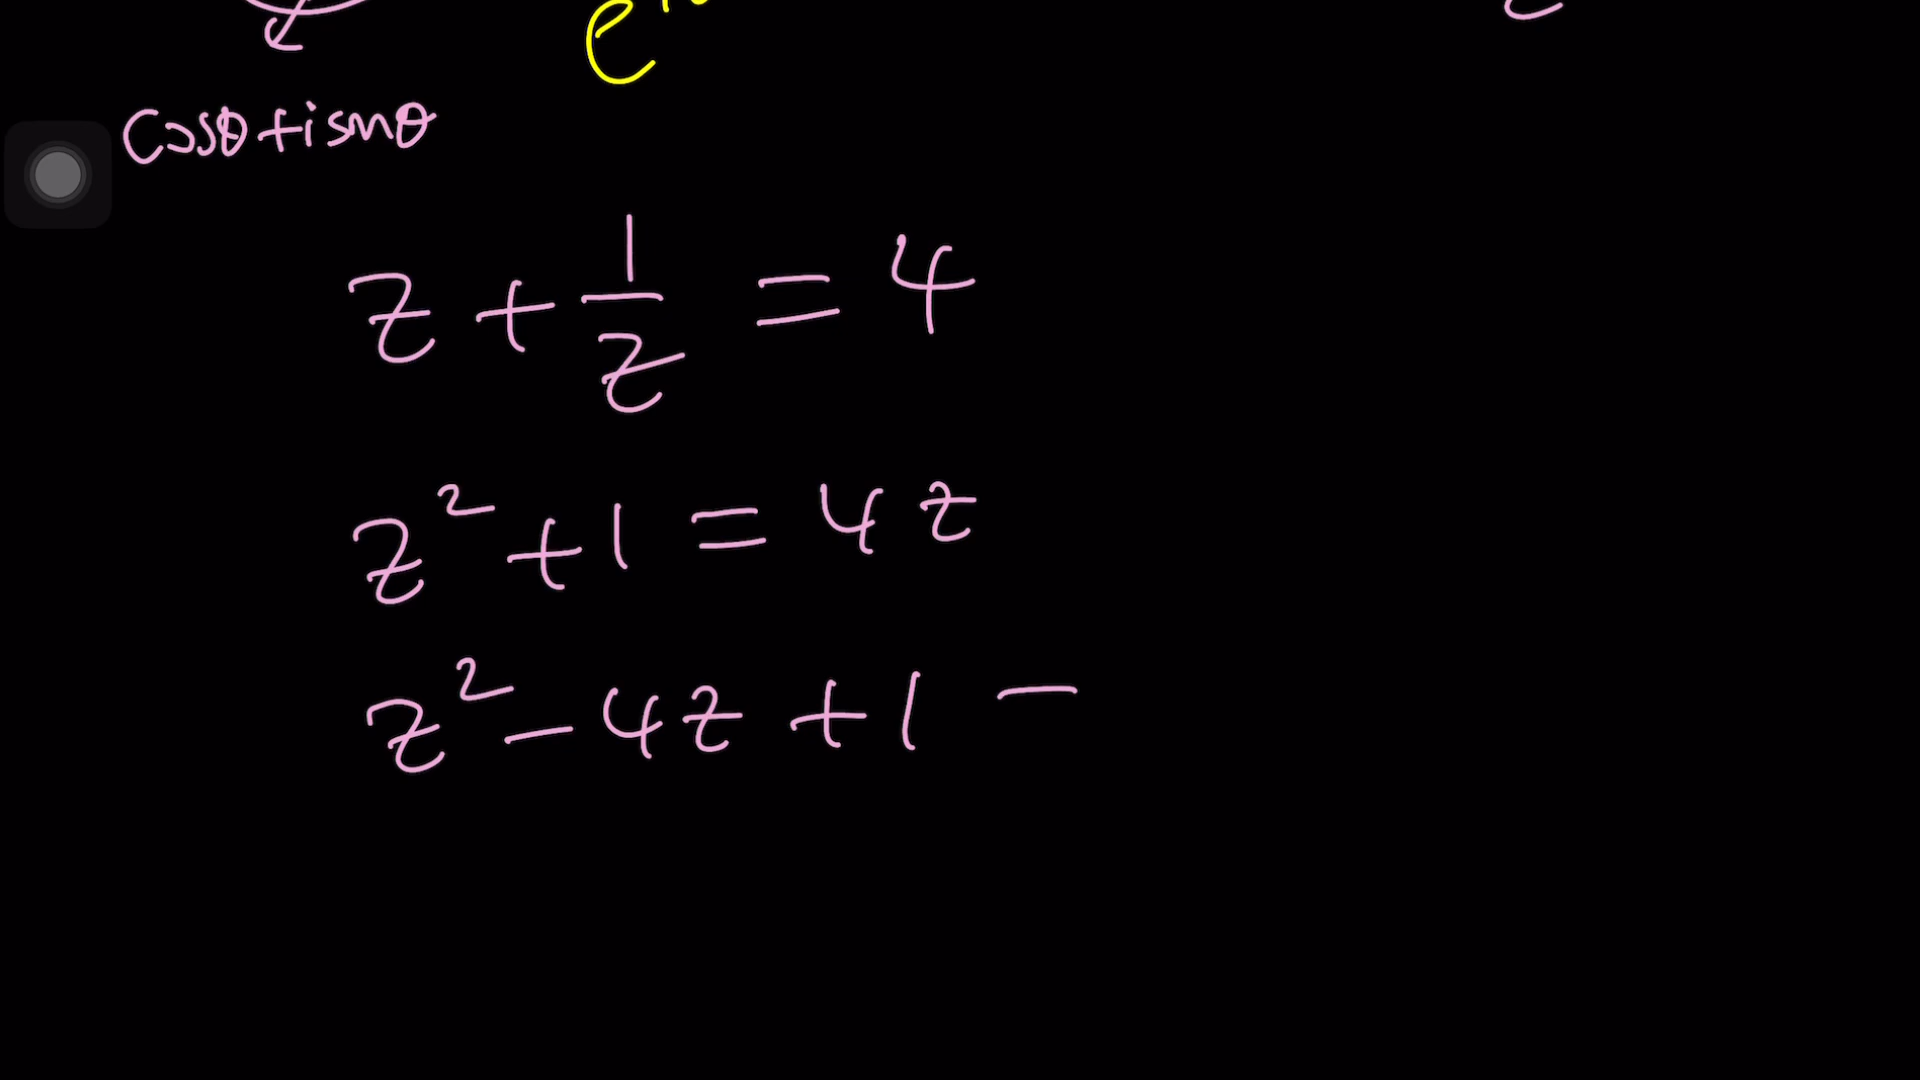 e^i
cosθ+isinθ
z + 1/z = 4
z² + 1 = 4z
z² - 4z + 1 −